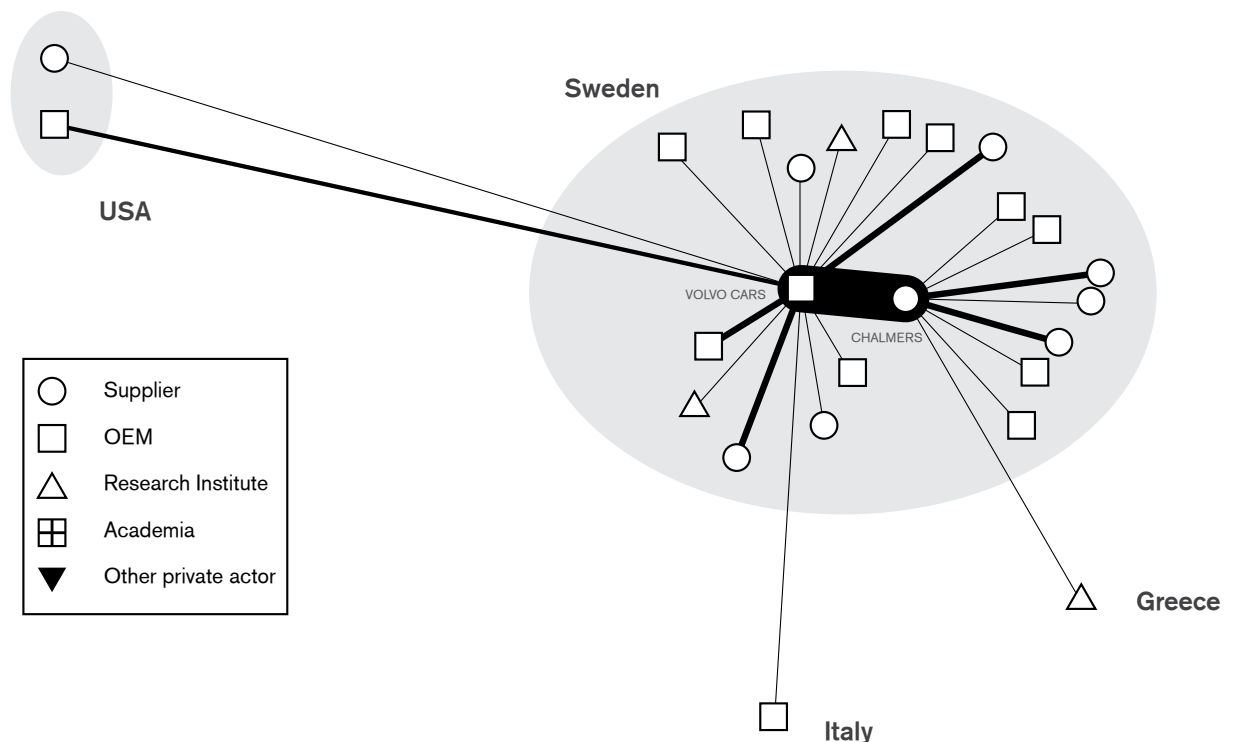 Sweden
USA
VOLVO CARS
CHALMERS
Supplier
OEM
Research Institute
Academia
Other private actor
Greece
Italy